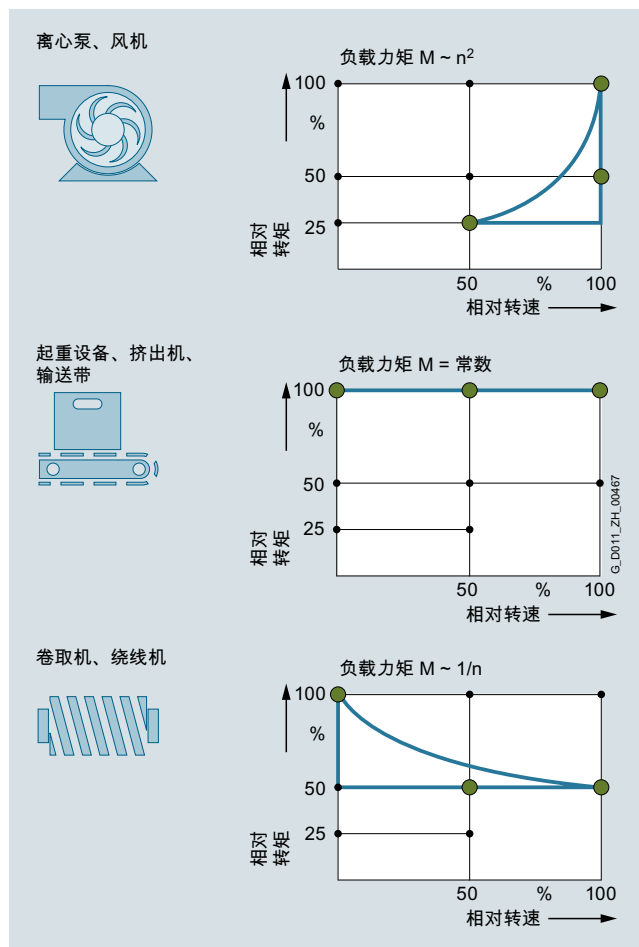 离心泵、风机
负载力矩 M ~ n²
100
%
50
25
相对
转矩
50 % 100
相对转速
起重设备、挤出机、
输送带
负载力矩 M = 常数
100
%
50
25
相对
转矩
50 % 100
相对转速
G_D011_ZH_00467
卷取机、绕线机
负载力矩 M ~ 1/n
100
%
50
25
相对
转矩
50 % 100
相对转速